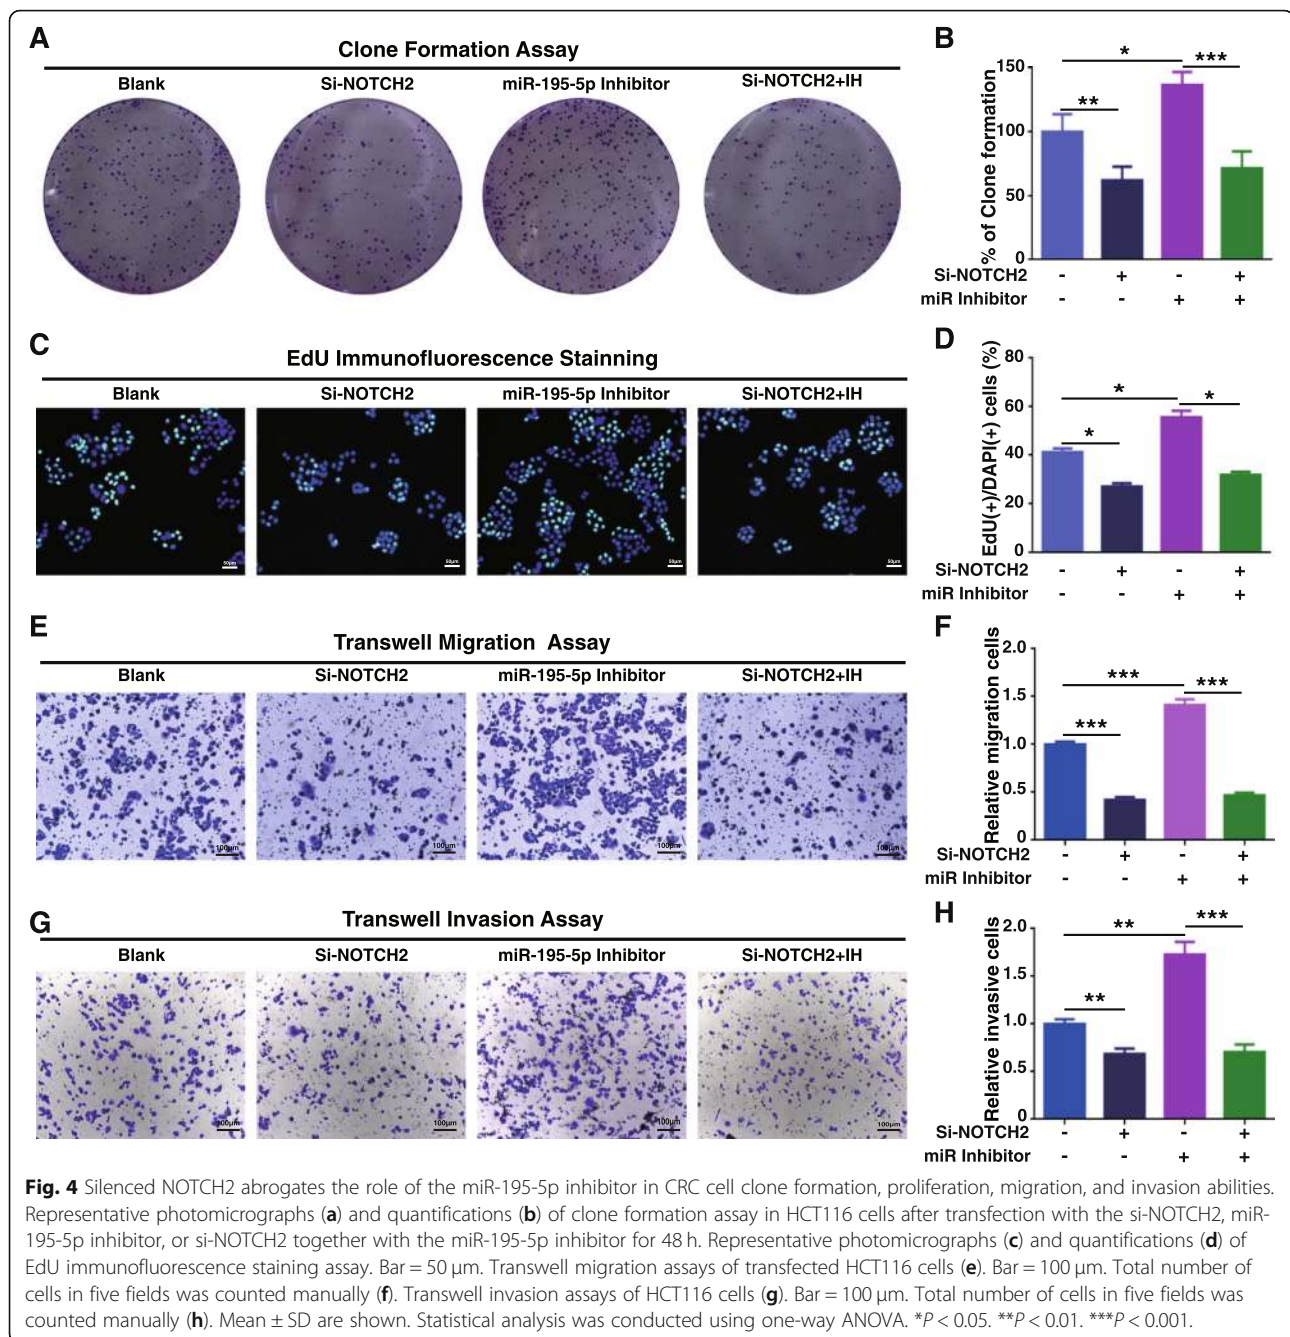 A
Clone Formation Assay
Blank Si-NOTCH2 miR-195-5p Inhibitor Si-NOTCH2+IH
B
% of Clone formation
150
100
50
0
* ***
**
Si-NOTCH2 - + - +
miR Inhibitor - - + +
C
EdU Immunofluorescence Stainning
Blank Si-NOTCH2 miR-195-5p Inhibitor Si-NOTCH2+IH
50μm 50μm 50μm 50μm
D
EdU(+)/DAPI(+) cells (%)
80
60
40
20
0
* *
*
Si-NOTCH2 - + - +
miR Inhibitor - - + +
E
Transwell Migration Assay
Blank Si-NOTCH2 miR-195-5p Inhibitor Si-NOTCH2+IH
100μm 100μm 100μm 100μm
F
Relative migration cells
2.0
1.5
1.0
0.5
0
*** ***
***
Si-NOTCH2 - + - +
miR Inhibitor - - + +
G
Transwell Invasion Assay
Blank Si-NOTCH2 miR-195-5p Inhibitor Si-NOTCH2+IH
100μm 100μm 100μm 100μm
H
Relative invasive cells
2.0
1.5
1.0
0.5
0
** ***
**
Si-NOTCH2 - + - +
miR Inhibitor - - + +
Fig. 4 Silenced NOTCH2 abrogates the role of the miR-195-5p inhibitor in CRC cell clone formation, proliferation, migration, and invasion abilities.
Representative photomicrographs (a) and quantifications (b) of clone formation assay in HCT116 cells after transfection with the si-NOTCH2, miR-
195-5p inhibitor, or si-NOTCH2 together with the miR-195-5p inhibitor for 48 h. Representative photomicrographs (c) and quantifications (d) of
EdU immunofluorescence staining assay. Bar = 50 μm. Transwell migration assays of transfected HCT116 cells (e). Bar = 100 μm. Total number of
cells in five fields was counted manually (f). Transwell invasion assays of HCT116 cells (g). Bar = 100 μm. Total number of cells in five fields was
counted manually (h). Mean ± SD are shown. Statistical analysis was conducted using one-way ANOVA. *P < 0.05. **P < 0.01. ***P < 0.001.